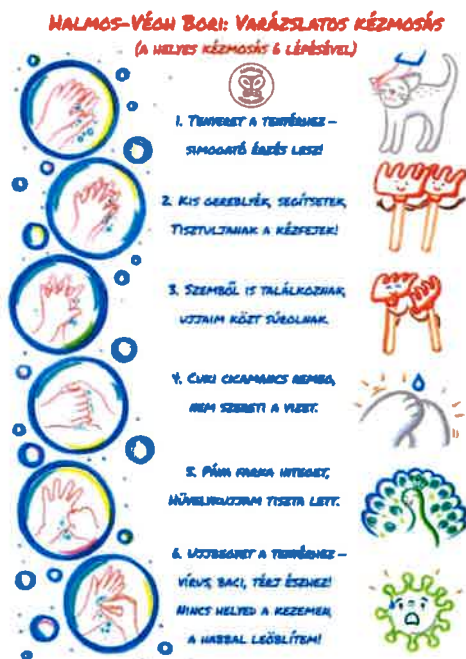 Halmos-Végh Bori: Varázslatos kézmosás
(a helyes kézmosás 6 lépésével)
1. Tenyeret a tenyérhez –
simogató érzés lesz!
2. Kis gereblyék, segítsetek,
Tisztuljanak a kézfejek!
3. Szemből is találkoznak,
ujjaim közt súrolnak.
4. Cuki cicamancs remeg,
nem szereti a vizet.
5. Páva farka integet,
Hüvelykujjam tiszta lett.
6. Ujjbegyet a tenyérhez –
vírus, baci, térj észhez!
Nincs helyed a kezemen,
a habbal leöblítem!